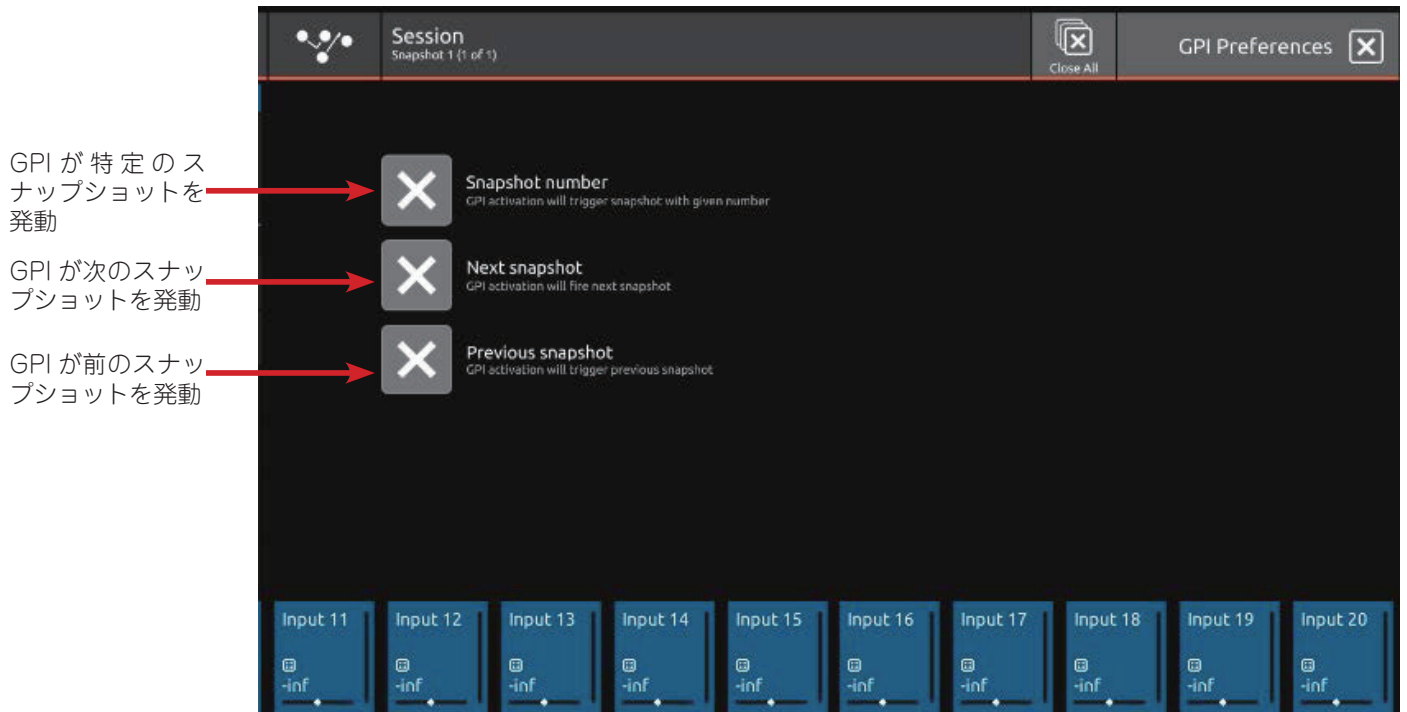 Session
Snapshot 1 (1 of 1)
Close All
GPI Preferences
GPI が 特 定 の ス
ナップショットを
発動
Snapshot number
GPI activation will trigger snapshot with given number
GPI が次のスナッ
プショットを発動
Next snapshot
GPI activation will fire next snapshot
GPI が前のスナッ
プショットを発動
Previous snapshot
GPI activation will trigger previous snapshot
Input 11
-inf
Input 12
-inf
Input 13
-inf
Input 14
-inf
Input 15
-inf
Input 16
-inf
Input 17
-inf
Input 18
-inf
Input 19
-inf
Input 20
-inf